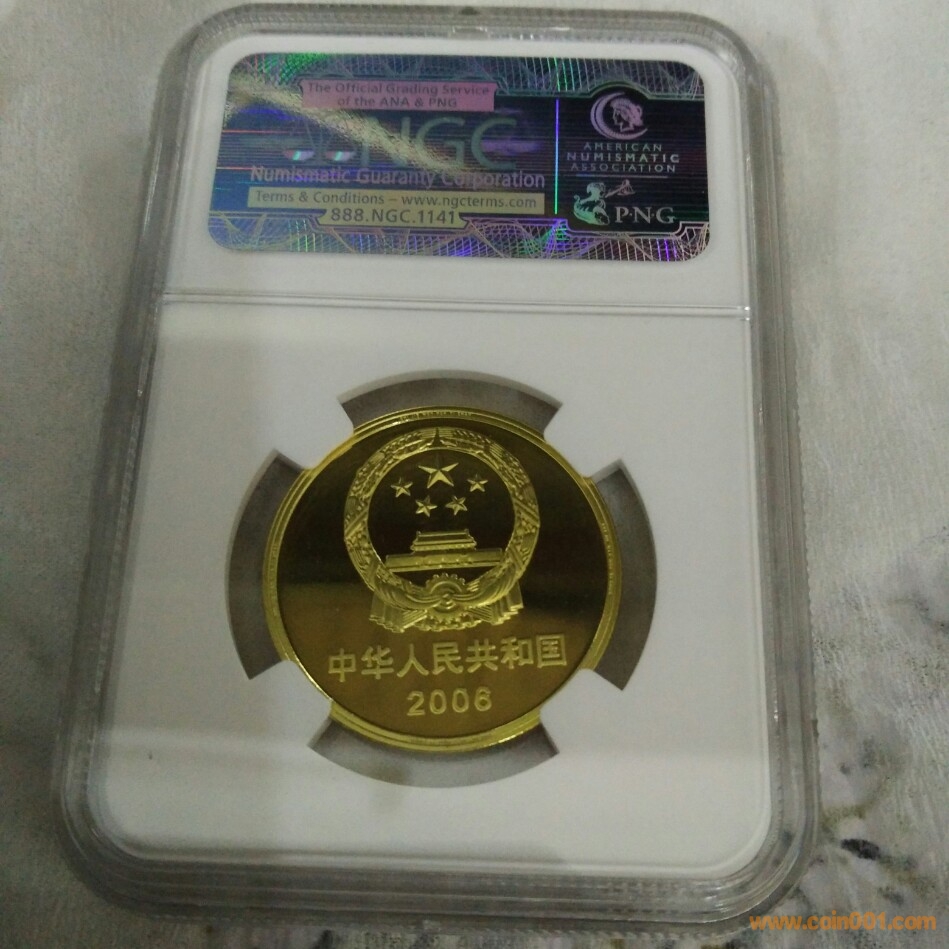 The Official Grading Service
of the ANA & PNG
NGC
Numismatic Guaranty Corporation
Terms & Conditions – www.ngcterms.com
888.NGC.1141
AMERICAN
NUMISMATIC
ASSOCIATION
P·N·G
中华人民共和国
2006
www.coin001.com